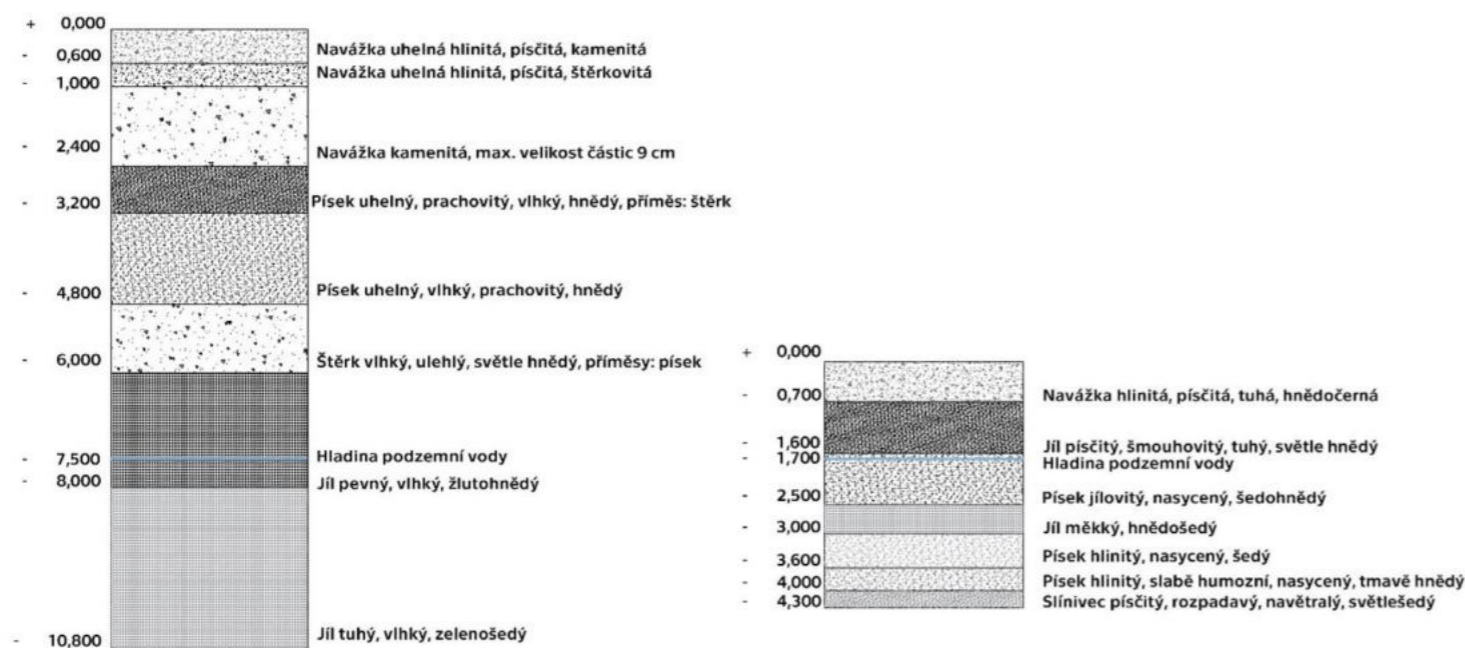 + 0,000
- 0,600 Navážka uhelná hlinitá, písčitá, kamenitá
- 1,000 Navážka uhelná hlinitá, písčitá, štěrkovitá
- 2,400 Navážka kamenitá, max. velikost částic 9 cm
- 3,200 Písek uhelný, prachovitý, vlhký, hnědý, příměs: štěrk
- 4,800 Písek uhelný, vlhký, prachovitý, hnědý
- 6,000 Štěrk vlhký, ulehlý, světle hnědý, příměsy: písek
- 7,500 Hladina podzemní vody
- 8,000 Jíl pevný, vlhký, žlutohnědý
- 10,800 Jíl tuhý, vlhký, zelenošedý
+ 0,000
- 0,700 Navážka hlinitá, písčitá, tuhá, hnědočerná
- 1,600 Jíl písčitý, šmouhovitý, tuhý, světle hnědý
- 1,700 Hladina podzemní vody
- 2,500 Písek jílovitý, nasycený, šedohnědý
- 3,000 Jíl měkký, hnědošedý
- 3,600 Písek hlinitý, nasycený, šedý
- 4,000 Písek hlinitý, slabě humozní, nasycený, tmavě hnědý
- 4,300 Slínivec písčitý, rozpadavý, navětralý, světlešedý